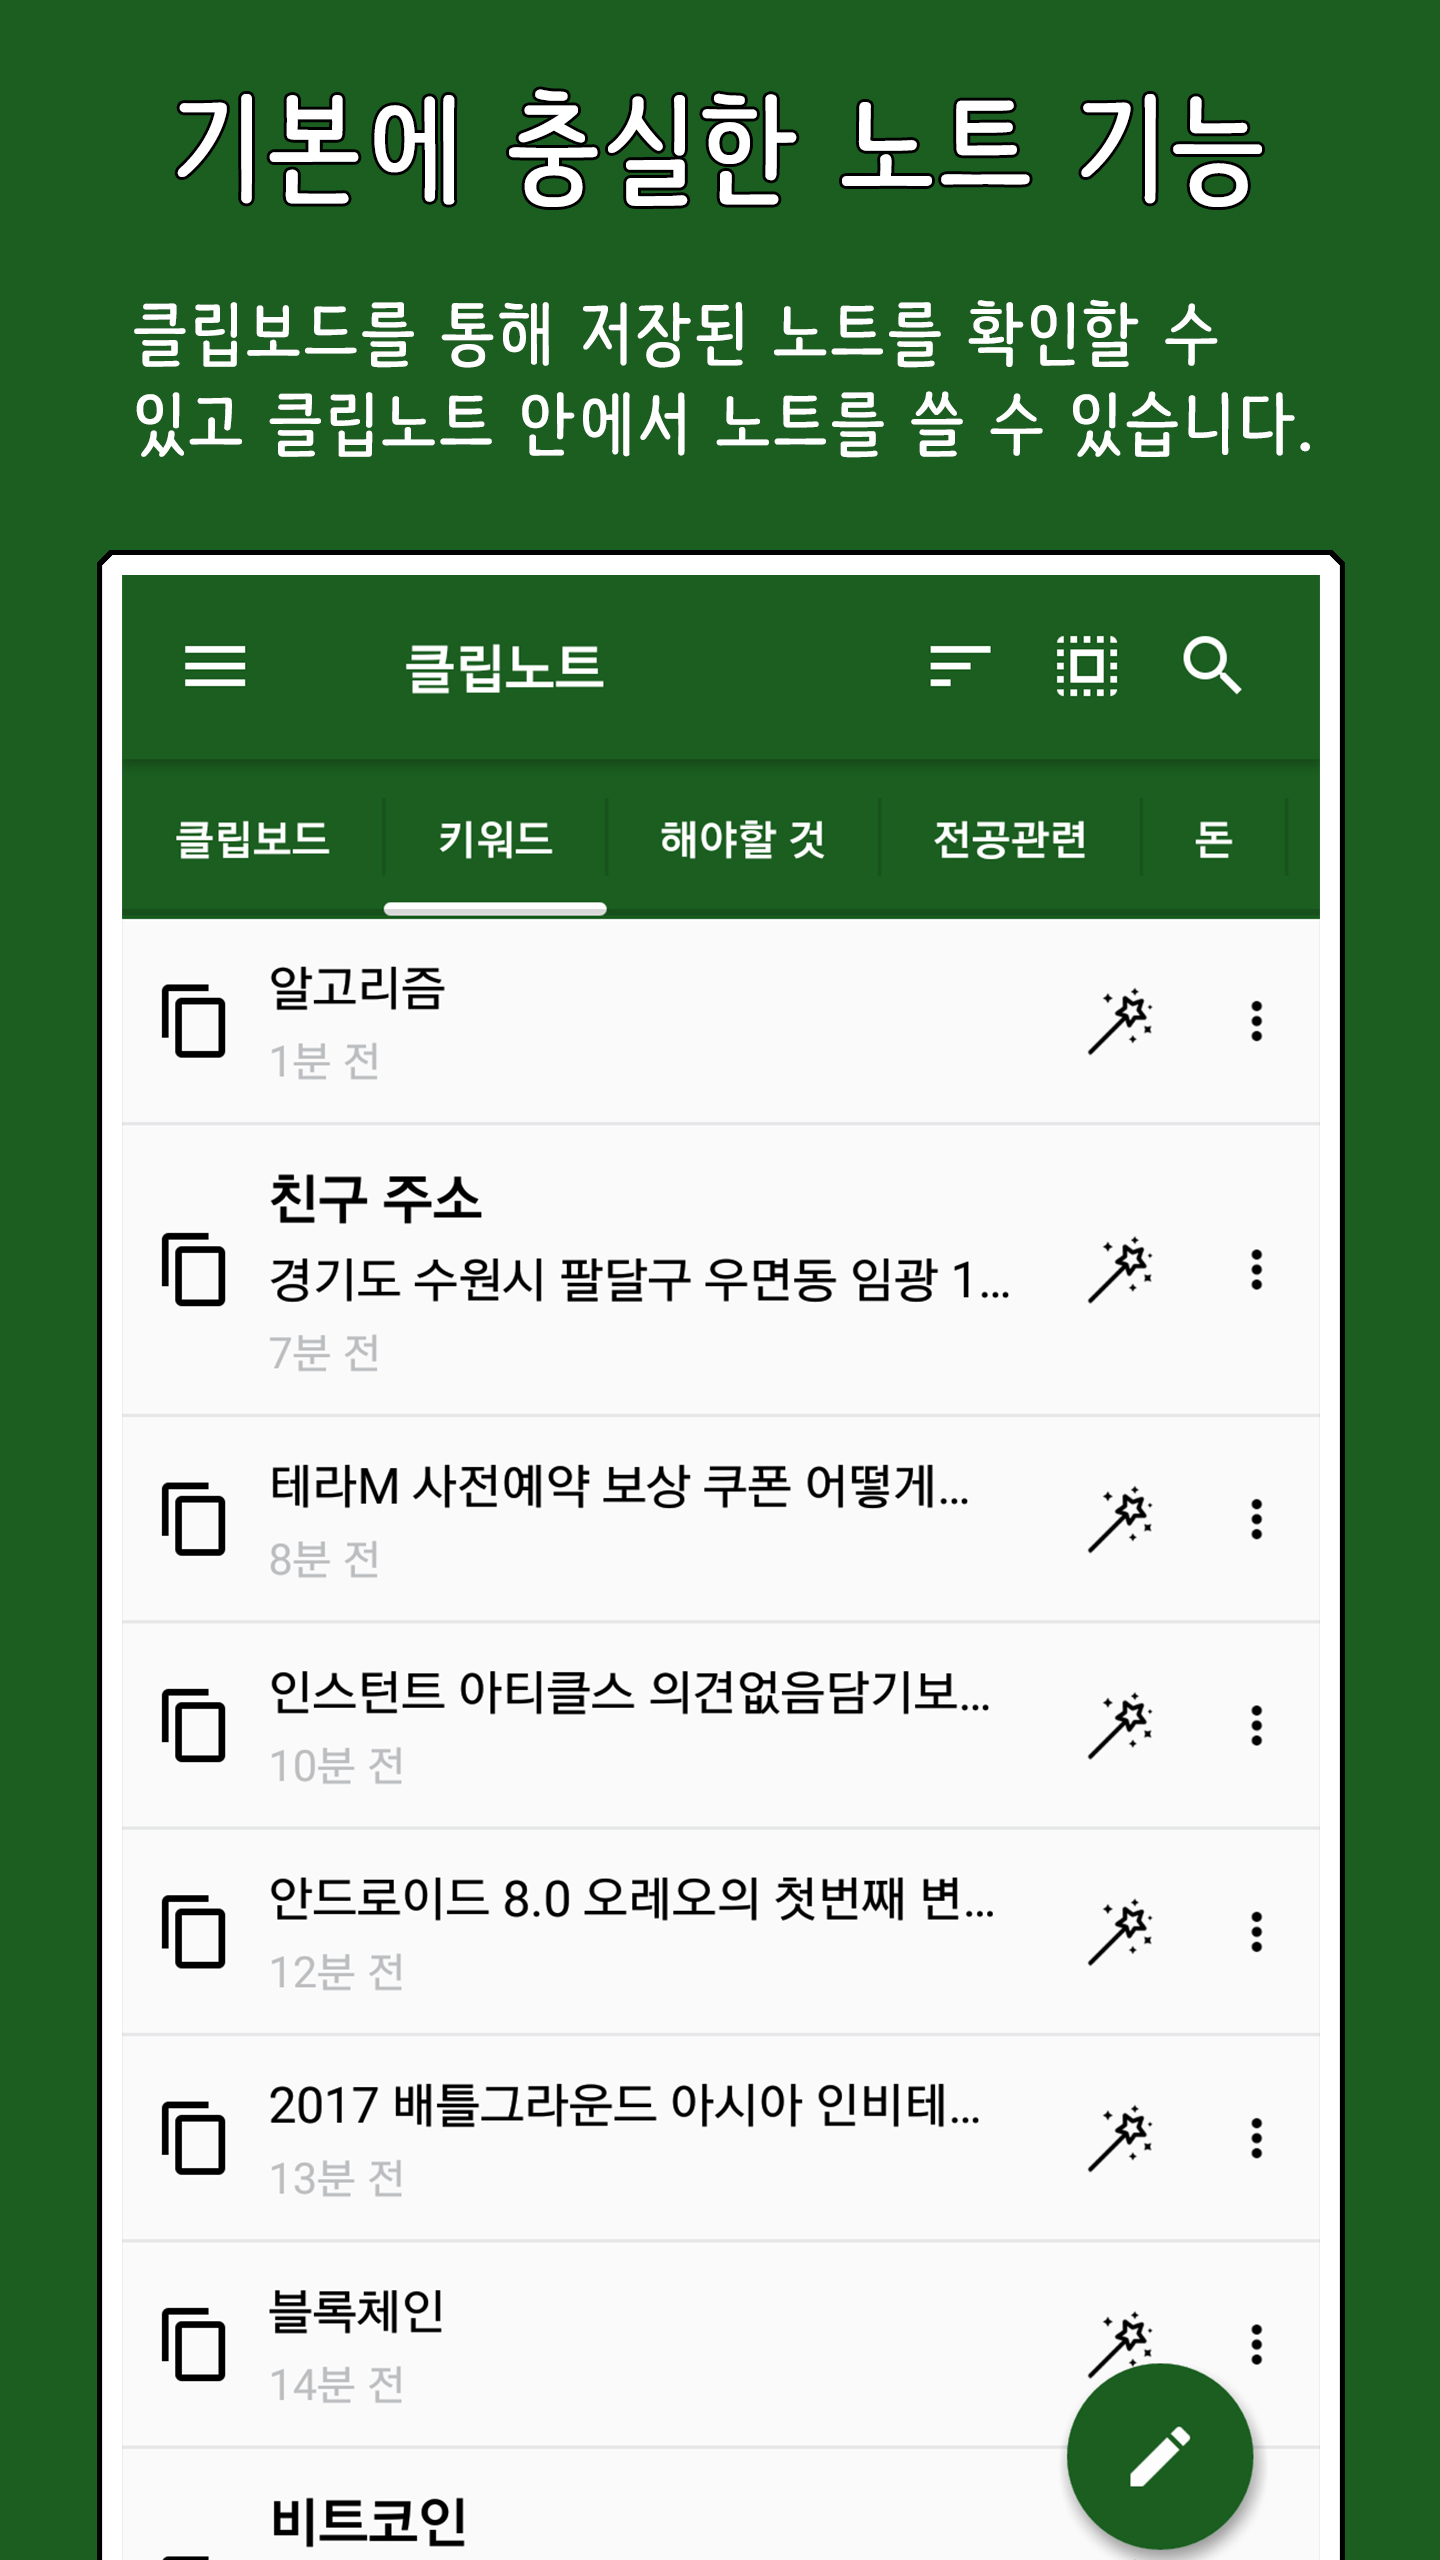 기본에 충실한 노트 기능
클립보드를 통해 저장된 노트를 확인할 수
있고 클립노트 안에서 노트를 쓸 수 있습니다.
클립노트
클립보드 키워드 해야할 것 전공관련 돈
알고리즘
1분 전
친구 주소
경기도 수원시 팔달구 우면동 임광 1...
7분 전
테라M 사전예약 보상 쿠폰 어떻게...
8분 전
인스턴트 아티클스 의견없음담기보...
10분 전
안드로이드 8.0 오레오의 첫번째 변...
12분 전
2017 배틀그라운드 아시아 인비테...
13분 전
블록체인
14분 전
비트코인